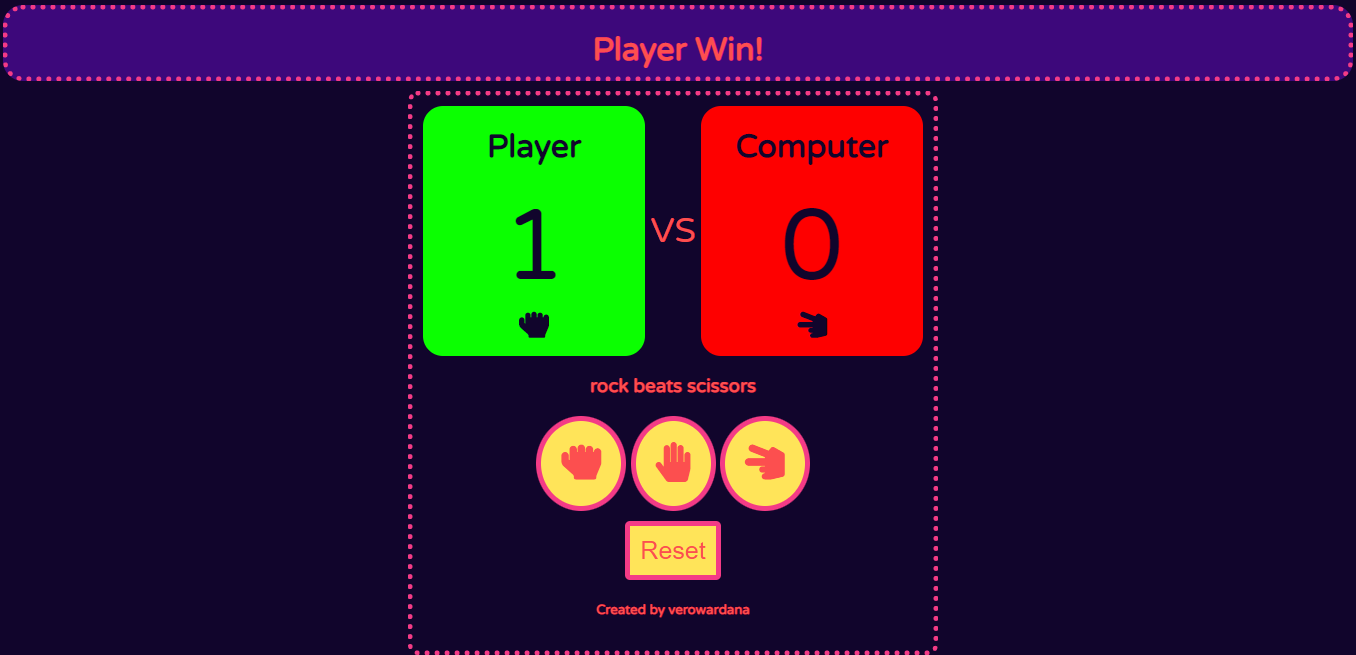 Player Win!
Player
Computer
1
VS
0
rock beats scissors
Reset
Created by verowardana